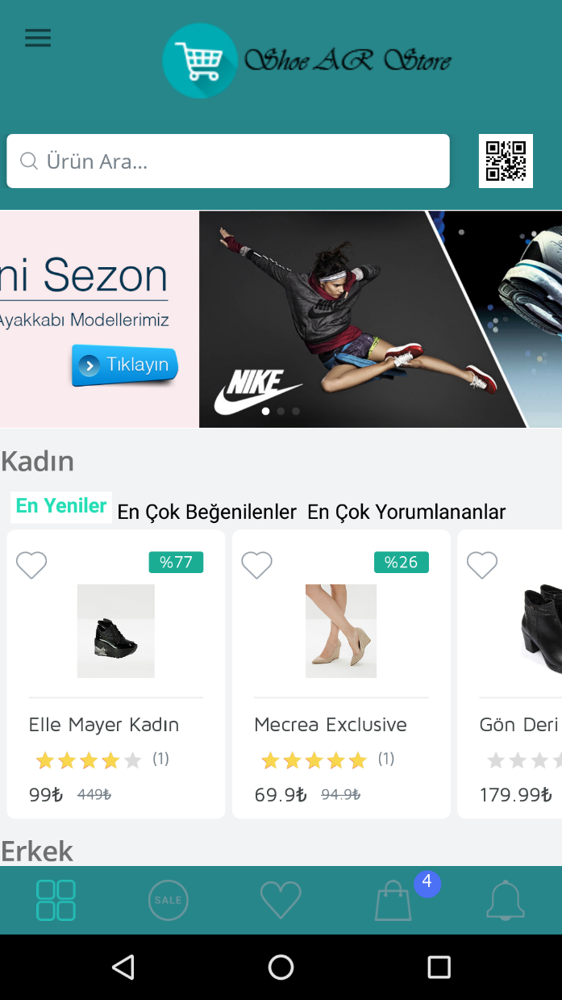 Shoe AR Store
Ürün Ara...
ni Sezon
Ayakkabı Modellerimiz
Tıklayın
NIKE
Kadın
En Yeniler En Çok Beğenilenler En Çok Yorumlananlar
%77 %26
Elle Mayer Kadın Mecrea Exclusive Gön Deri
(1) (1)
99₺ 449₺ 69.9₺ 94.9₺ 179.99₺
Erkek
SALE 4